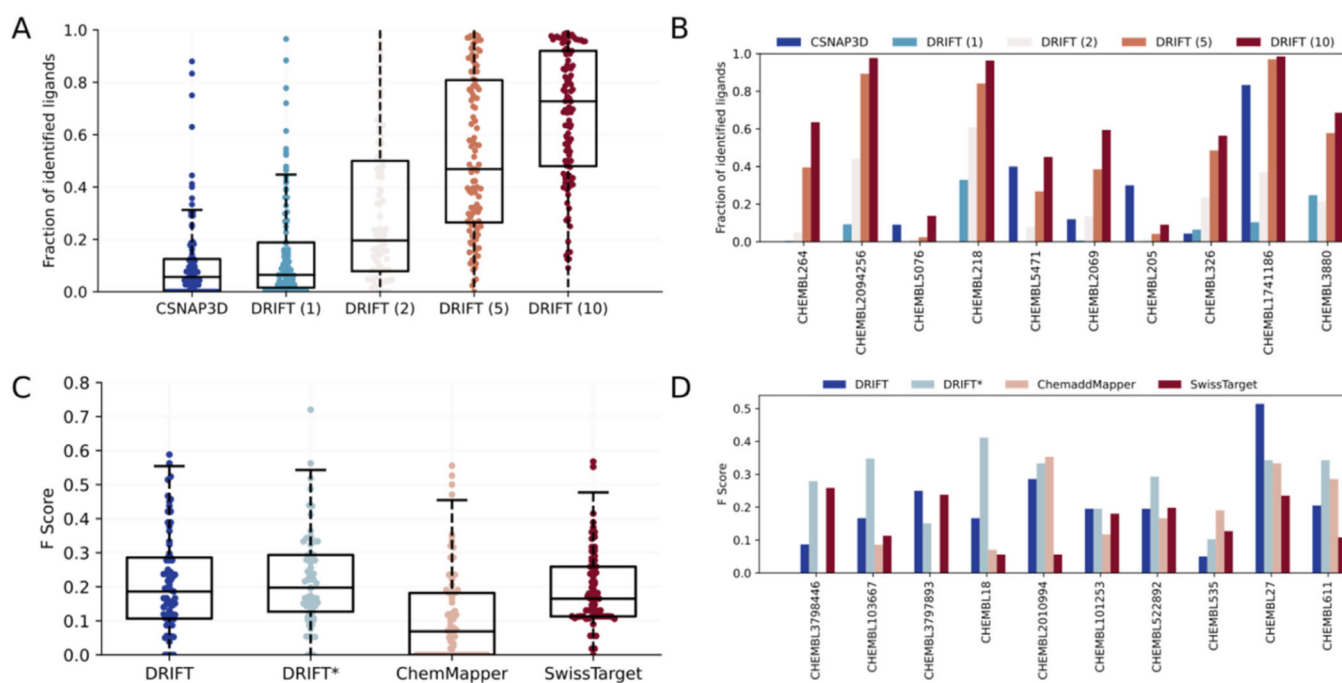 A
Fraction of identified ligands
1.0
0.8
0.6
0.4
0.2
0.0
CSNAP3D DRIFT (1) DRIFT (2) DRIFT (5) DRIFT (10)
B
CSNAP3D DRIFT (1) DRIFT (2) DRIFT (5) DRIFT (10)
Fraction of identified ligands
1.0
0.8
0.6
0.4
0.2
0.0
CHEMBL264
CHEMBL2094256
CHEMBL5076
CHEMBL218
CHEMBL5471
CHEMBL2069
CHEMBL205
CHEMBL326
CHEMBL1741186
CHEMBL3880
C
F Score
0.8
0.7
0.6
0.5
0.4
0.3
0.2
0.1
0.0
DRIFT DRIFT* ChemMapper SwissTarget
D
DRIFT DRIFT* ChemaddMapper SwissTarget
F Score
0.5
0.4
0.3
0.2
0.1
0.0
CHEMBL3798446
CHEMBL103667
CHEMBL3797893
CHEMBL18
CHEMBL2010994
CHEMBL101253
CHEMBL522892
CHEMBL535
CHEMBL27
CHEMBL611